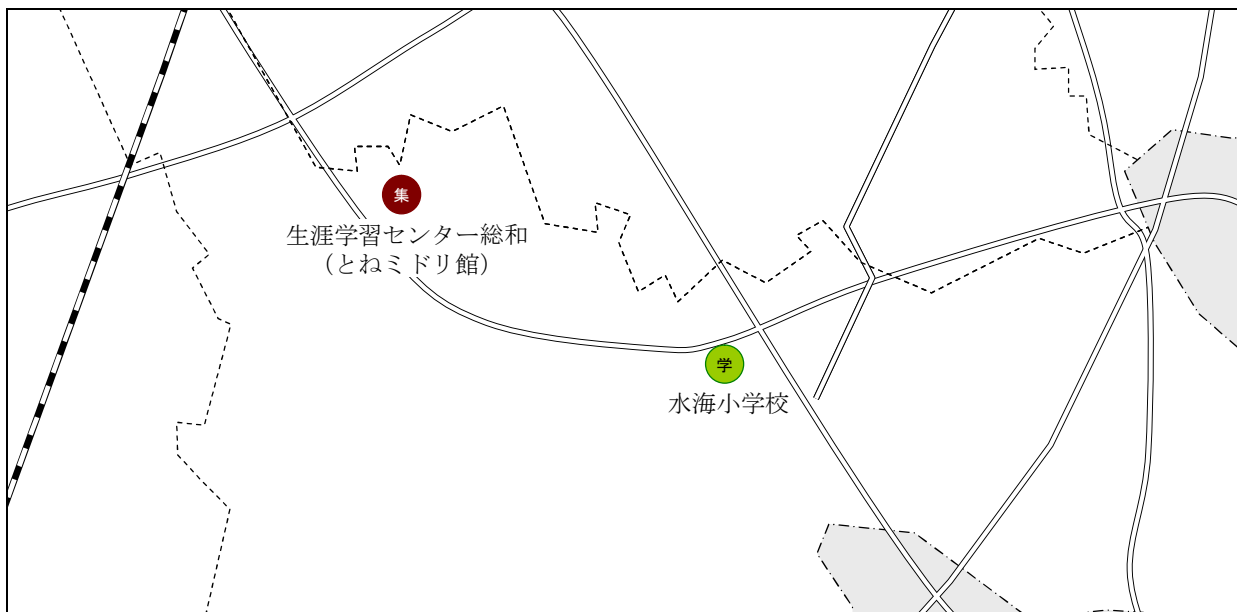 集
生涯学習センター総和
（とねミドリ館）
学
水海小学校